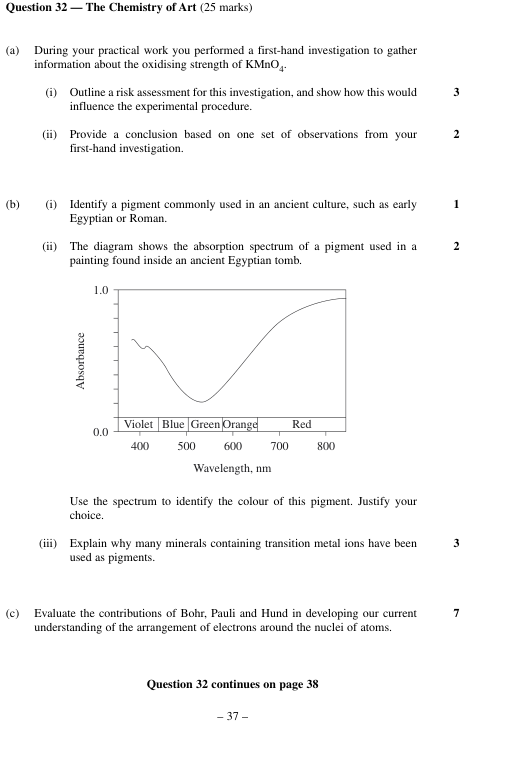 Question 32 — The Chemistry of Art (25 marks)
(a) During your practical work you performed a first-hand investigation to gather
information about the oxidising strength of KMnO₄.
(i) Outline a risk assessment for this investigation, and show how this would 3
influence the experimental procedure.
(ii) Provide a conclusion based on one set of observations from your 2
first-hand investigation.
(b) (i) Identify a pigment commonly used in an ancient culture, such as early 1
Egyptian or Roman.
(ii) The diagram shows the absorption spectrum of a pigment used in a 2
painting found inside an ancient Egyptian tomb.
1.0
Absorbance
Violet Blue Green Orange Red
0.0
400 500 600 700 800
Wavelength, nm
Use the spectrum to identify the colour of this pigment. Justify your
choice.
(iii) Explain why many minerals containing transition metal ions have been 3
used as pigments.
(c) Evaluate the contributions of Bohr, Pauli and Hund in developing our current 7
understanding of the arrangement of electrons around the nuclei of atoms.
Question 32 continues on page 38
– 37 –